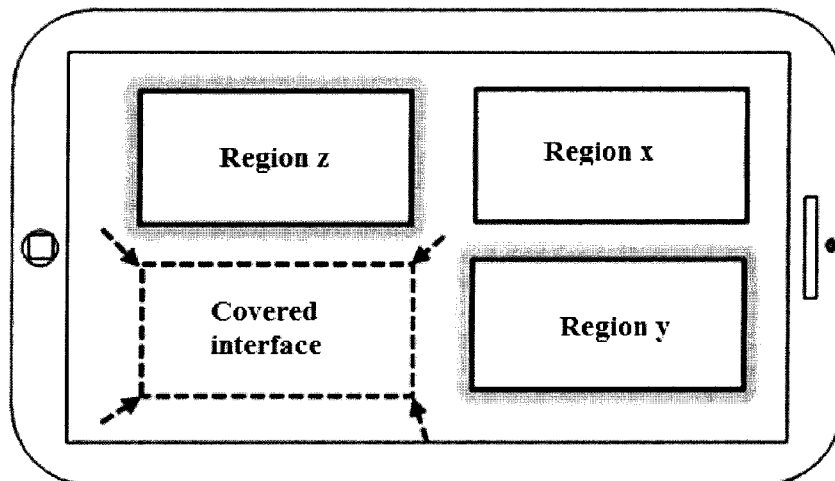 Region z
Region x
Covered
interface
Region y